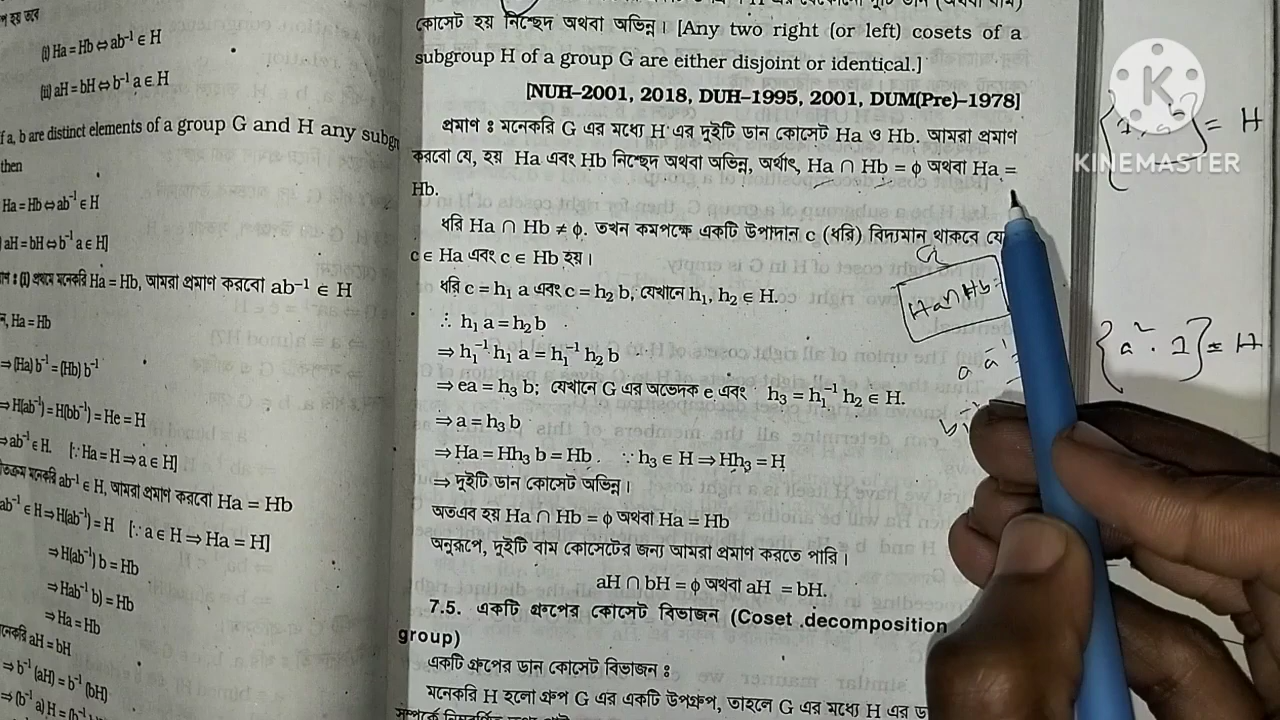 (i) Ha = Hb ⇔ ab⁻¹ ∈ H
(ii) aH = bH ⇔ b⁻¹ a ∈ H
If a, b are distinct elements of a group G and H any subgr
then
Ha = Hb ⇔ ab⁻¹ ∈ H
aH = bH ⇔ b⁻¹ a ∈ H]
(i) প্রথমে মনেকরি Ha = Hb, আমরা প্রমাণ করবো ab⁻¹ ∈ H
Ha = Hb
⇒ (Ha) b⁻¹ = (Hb) b⁻¹
⇒ H(ab⁻¹) = H(bb⁻¹) = He = H
⇒ ab⁻¹ ∈ H. [∵ Ha = H ⇒ a ∈ H]
মনেকরি ab⁻¹ ∈ H, আমরা প্রমাণ করবো Ha = Hb
ab⁻¹ ∈ H ⇒ H(ab⁻¹) = H [∵ a ∈ H ⇒ Ha = H]
⇒ H(ab⁻¹) b = Hb
⇒ Hab⁻¹ b) = Hb
⇒ Ha = Hb
aH = bH
⇒ b⁻¹ (aH) = b⁻¹ (bH)
কোসেট হয় নিশ্ছেদ অথবা অভিন্ন। [Any two right (or left) cosets of a
subgroup H of a group G are either disjoint or identical.]
[NUH–2001, 2018, DUH–1995, 2001, DUM(Pre)–1978]
প্রমাণ : মনেকরি G এর মধ্যে H এর দুইটি ডান কোসেট Ha ও Hb. আমরা প্রমাণ
করবো যে, হয় Ha এবং Hb নিশ্ছেদ অথবা অভিন্ন, অর্থাৎ, Ha ∩ Hb = ϕ অথবা Ha =
Hb.
ধরি Ha ∩ Hb ≠ ϕ. তখন কমপক্ষে একটি উপাদান c (ধরি) বিদ্যমান থাকবে যে
c ∈ Ha এবং c ∈ Hb হয়।
ধরি c = h₁ a এবং c = h₂ b, যেখানে h₁, h₂ ∈ H.
∴ h₁ a = h₂ b
⇒ h₁⁻¹ h₁ a = h₁⁻¹ h₂ b
⇒ ea = h₃ b; যেখানে G এর অভেদক e এবং h₃ = h₁⁻¹ h₂ ∈ H.
⇒ a = h₃ b
⇒ Ha = Hh₃ b = Hb. ∵ h₃ ∈ H ⇒ Hh₃ = H
⇒ দুইটি ডান কোসেট অভিন্ন।
অতএব হয় Ha ∩ Hb = ϕ অথবা Ha = Hb
অনুরূপে, দুইটি বাম কোসেটের জন্য আমরা প্রমাণ করতে পারি।
aH ∩ bH = ϕ অথবা aH = bH.
7.5. একটি গ্রুপের কোসেট বিভাজন (Coset decomposition
group)
একটি গ্রুপের ডান কোসেট বিভাজন :
মনেকরি H হলো গ্রুপ G এর একটি উপগ্রুপ, তাহলে G এর মধ্যে H এর ড
Ha ∩ Hb =
= H
{a². 1} = H
K
KINEMASTER